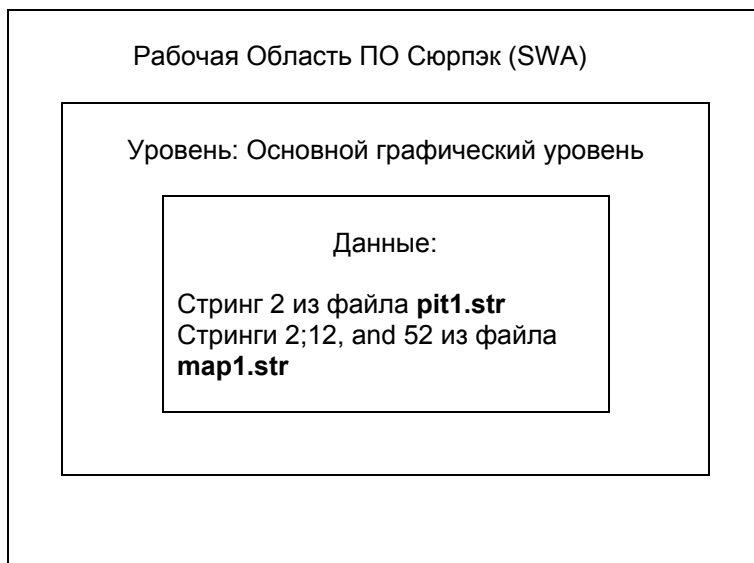 Рабочая Область ПО Сюрпэк (SWA)
Уровень: Основной графический уровень
Данные:
Стринг 2 из файла pit1.str
Стринги 2;12, and 52 из файла
map1.str